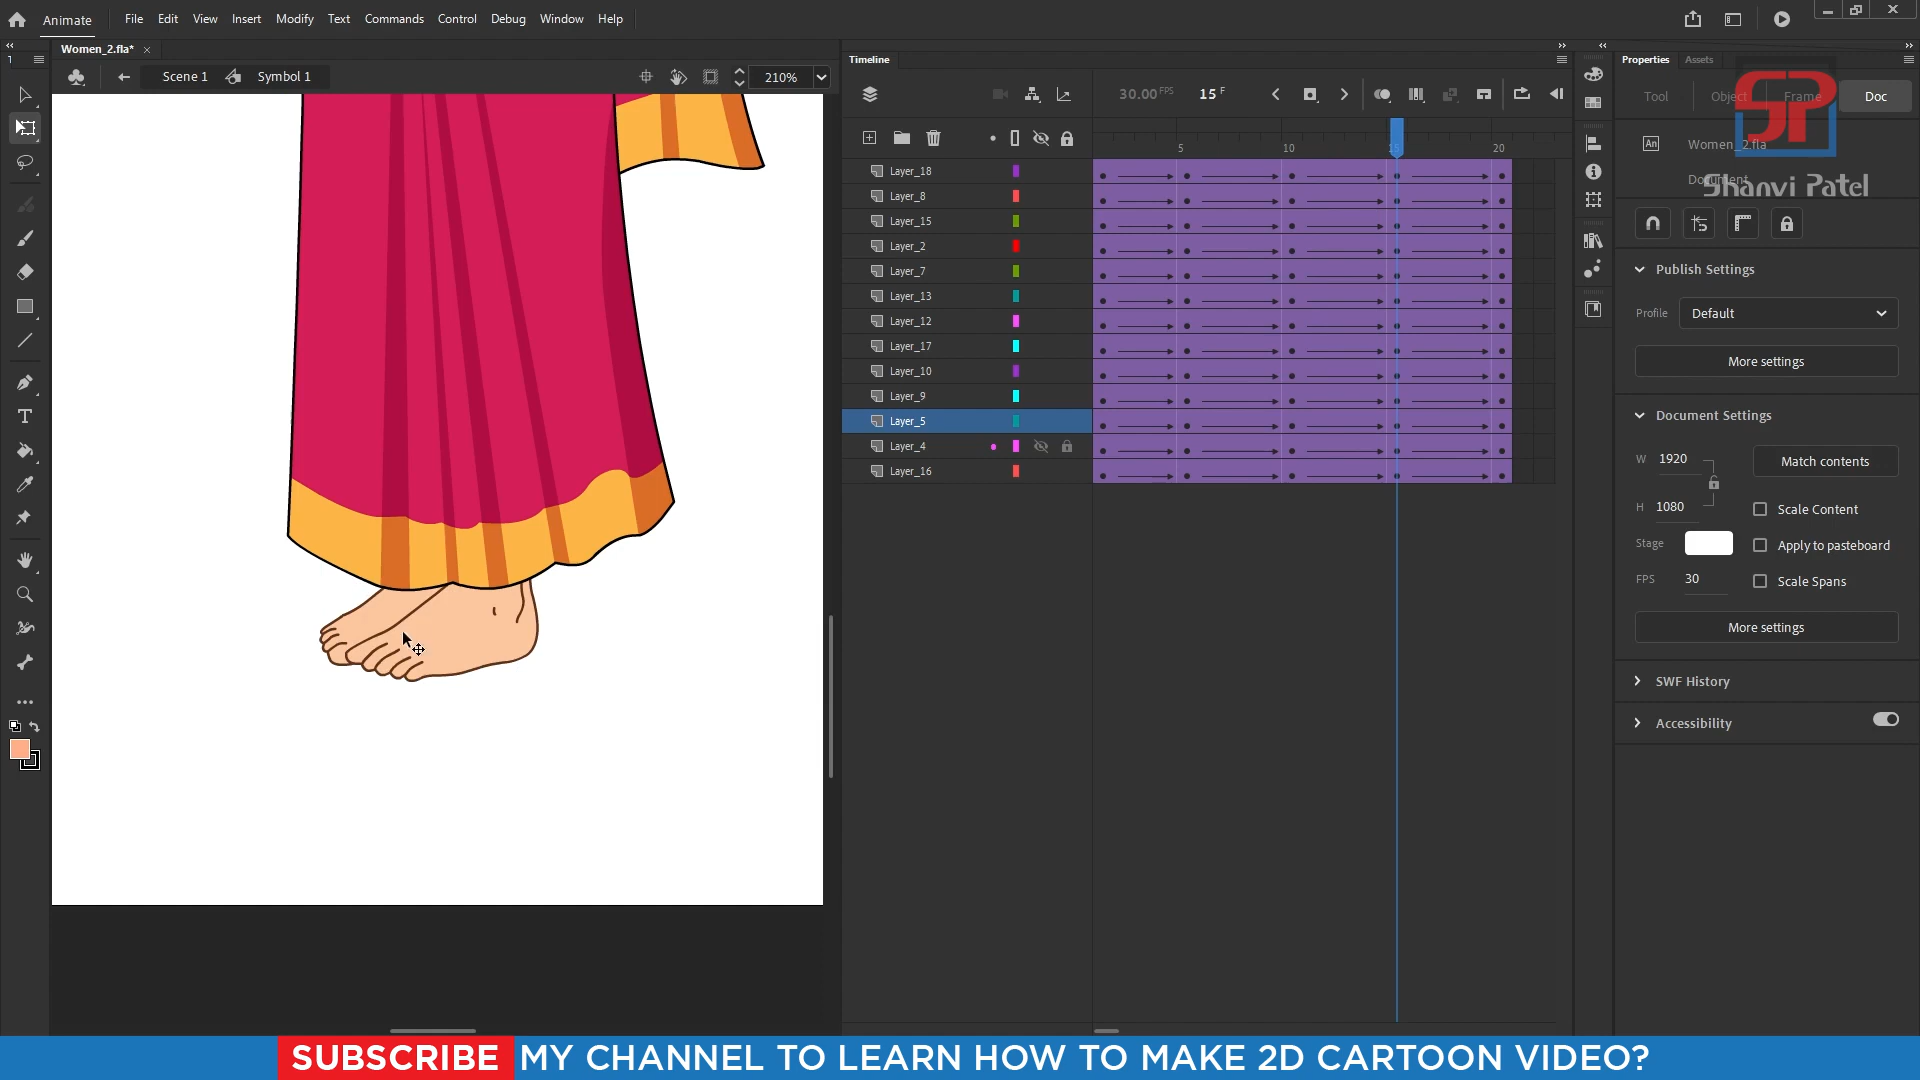 Animate File Edit View Insert Modify Text Commands Control Debug Window Help
Women_2.fla* ×
Scene 1 Symbol 1 210%
Timeline
30.00 FPS 15 F
5 10 15 20
Layer_18
Layer_8
Layer_15
Layer_2
Layer_7
Layer_13
Layer_12
Layer_17
Layer_10
Layer_9
Layer_5
Layer_4
Layer_16
Properties Assets
Tool Object Frame Doc
An Women_2.fla
Document
SP
Shanvi Patel
Publish Settings
Profile Default
More settings
Document Settings
W 1920 Match contents
H 1080 Scale Content
Stage Apply to pasteboard
FPS 30 Scale Spans
More settings
SWF History
Accessibility
SUBSCRIBE MY CHANNEL TO LEARN HOW TO MAKE 2D CARTOON VIDEO?